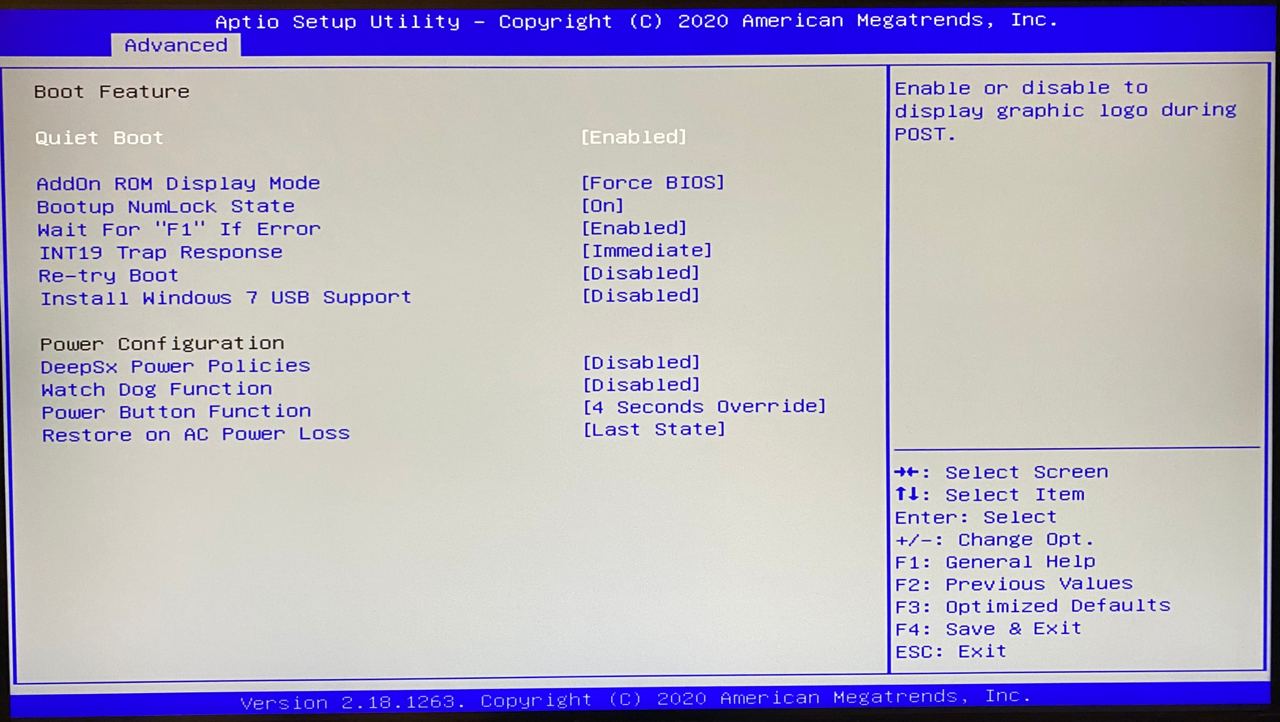 Aptio Setup Utility – Copyright (C) 2020 American Megatrends, Inc.
Advanced
Boot Feature
Quiet Boot [Enabled]
AddOn ROM Display Mode [Force BIOS]
Bootup NumLock State [On]
Wait For "F1" If Error [Enabled]
INT19 Trap Response [Immediate]
Re-try Boot [Disabled]
Install Windows 7 USB Support [Disabled]
Power Configuration
DeepSx Power Policies [Disabled]
Watch Dog Function [Disabled]
Power Button Function [4 Seconds Override]
Restore on AC Power Loss [Last State]
Enable or disable to
display graphic logo during
POST.
→←: Select Screen
↑↓: Select Item
Enter: Select
+/-: Change Opt.
F1: General Help
F2: Previous Values
F3: Optimized Defaults
F4: Save & Exit
ESC: Exit
Version 2.18.1263. Copyright (C) 2020 American Megatrends, Inc.